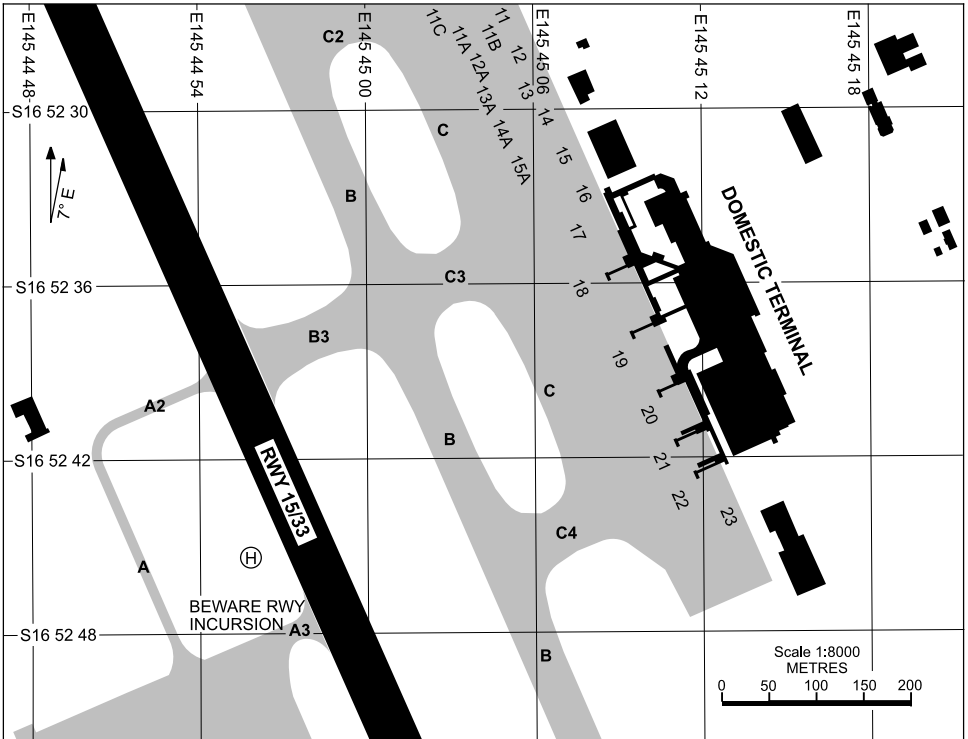 E145 44 48
E145 44 54
E145 45 00
E145 45 06
E145 45 12
E145 45 18
C2
11C
11A
12A
13A
14A
15A
11
11B
12
13
14
15
16
17
18
19
20
21
22
23
S16 52 30
C
7° E
B
DOMESTIC TERMINAL
S16 52 36
C3
B3
C
A2
B
S16 52 42
RWY 15/33
C4
A
H
BEWARE RWY
INCURSION
S16 52 48
A3
B
Scale 1:8000
METRES
0 50 100 150 200